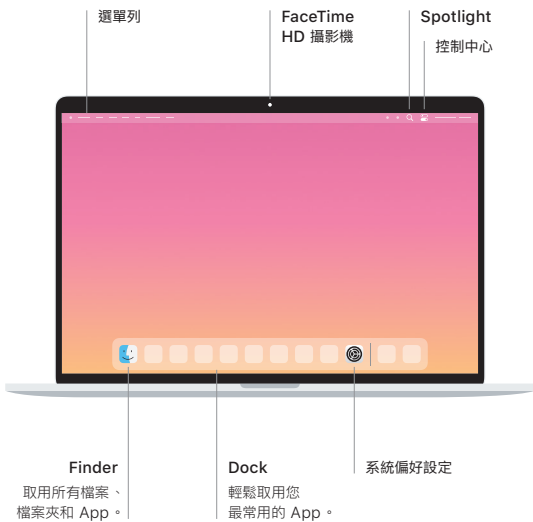 選單列
FaceTime
HD 攝影機
Spotlight
控制中心
Finder
取用所有檔案、
檔案夾和 App。
Dock
輕鬆取用您
最常用的 App。
系統偏好設定